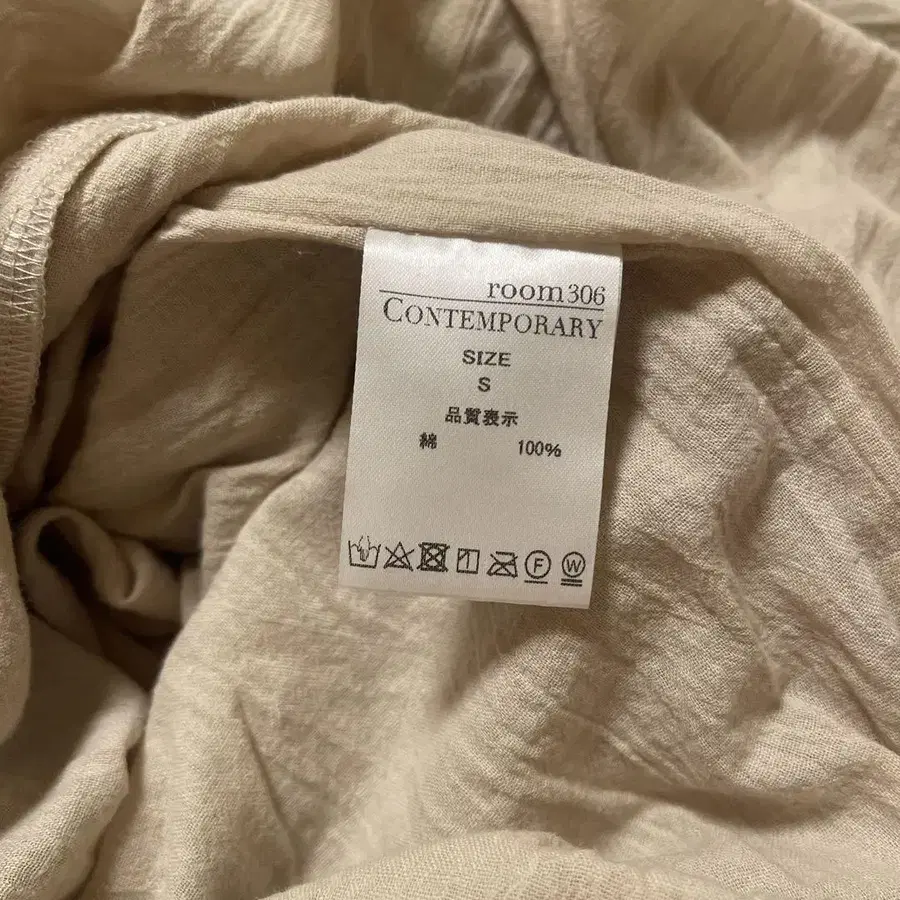 room306
CONTEMPORARY
SIZE
S
品質表示
綿 100%
F W